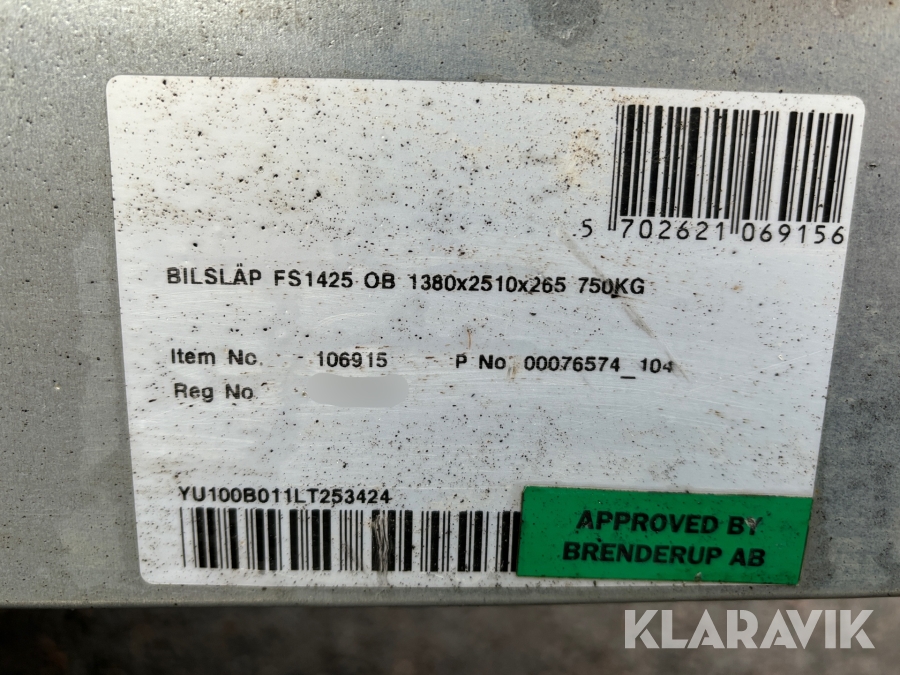 5 702621 069156
BILSLÄP FS1425 OB 1380x2510x265 750KG
Item No. 106915 P No 00076574_104
Reg No
YU100B011LT253424
APPROVED BY
BRENDERUP AB
KLARAVIK